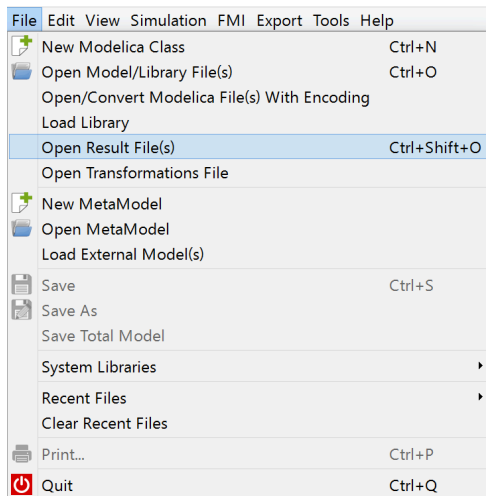 File Edit View Simulation FMI Export Tools Help
New Modelica Class Ctrl+N
Open Model/Library File(s) Ctrl+O
Open/Convert Modelica File(s) With Encoding
Load Library
Open Result File(s) Ctrl+Shift+O
Open Transformations File
New MetaModel
Open MetaModel
Load External Model(s)
Save Ctrl+S
Save As
Save Total Model
System Libraries
Recent Files
Clear Recent Files
Print... Ctrl+P
Quit Ctrl+Q